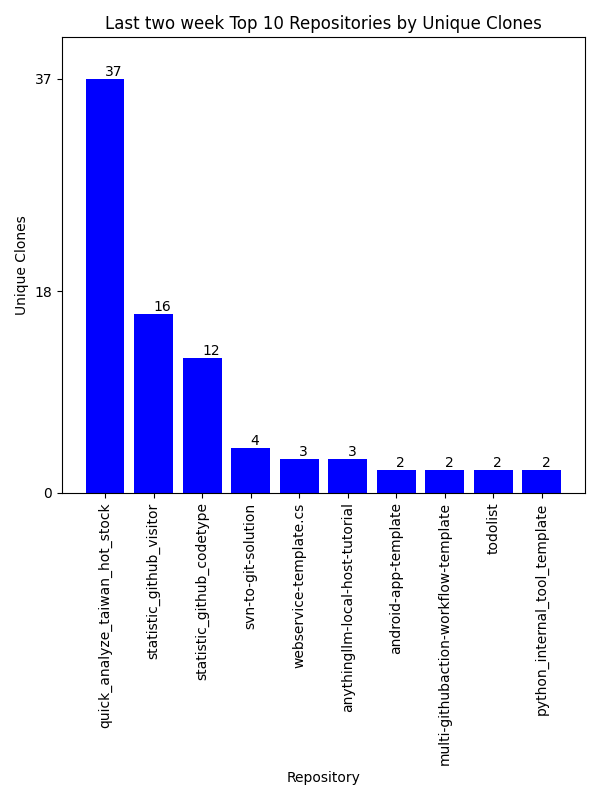 Last two week Top 10 Repositories by Unique Clones
Unique Clones
37
18
0
37
16
12
4
3
3
2
2
2
2
quick_analyze_taiwan_hot_stock
statistic_github_visitor
statistic_github_codetype
svn-to-git-solution
webservice-template.cs
anythingllm-local-host-tutorial
android-app-template
multi-githubaction-workflow-template
todolist
python_internal_tool_template
Repository